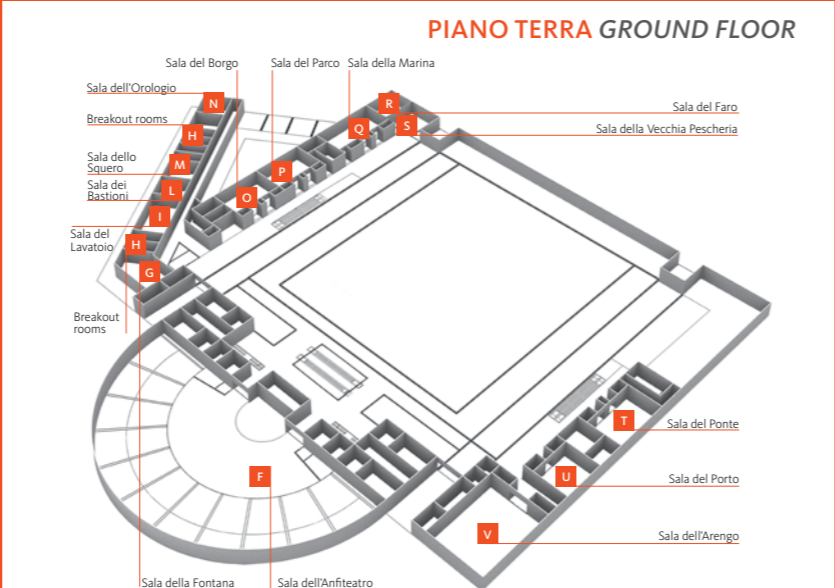 PIANO TERRA GROUND FLOOR
Sala del Borgo
Sala del Parco
Sala della Marina
Sala dell'Orologio
N
R
Sala del Faro
Breakout rooms
H
Q
S
Sala della Vecchia Pescheria
Sala dello
Squero
M
P
Sala dei
Bastioni
L
O
I
Sala del
Lavatoio
H
G
Breakout
rooms
T
Sala del Ponte
F
U
Sala del Porto
V
Sala dell'Arengo
Sala della Fontana
Sala dell'Anfiteatro